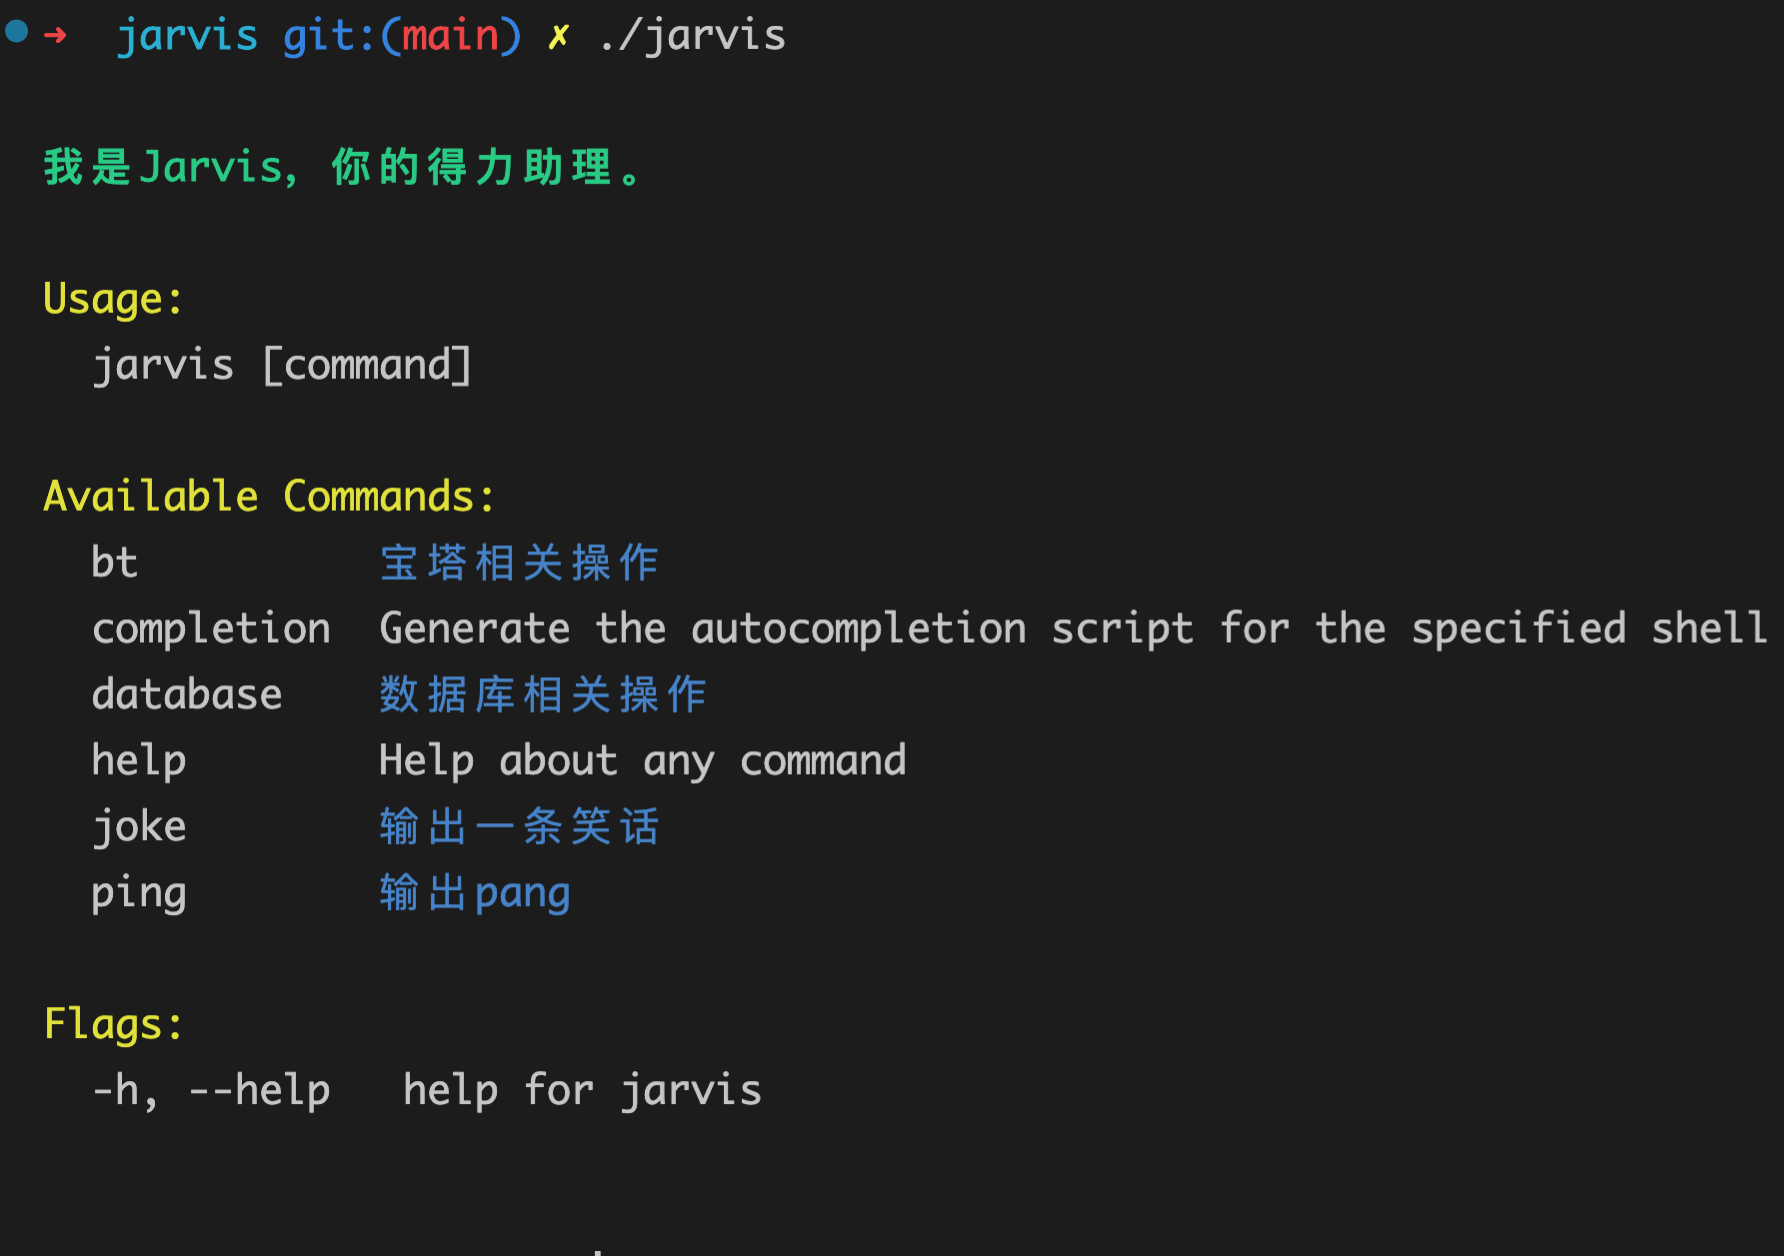 ➜  jarvis git:(main) ✗ ./jarvis
我是Jarvis, 你的得力助理。
Usage:
  jarvis [command]
Available Commands:
  bt          宝塔相关操作
  completion  Generate the autocompletion script for the specified shell
  database    数据库相关操作
  help        Help about any command
  joke        输出一条笑话
  ping        输出pang
Flags:
  -h, --help   help for jarvis